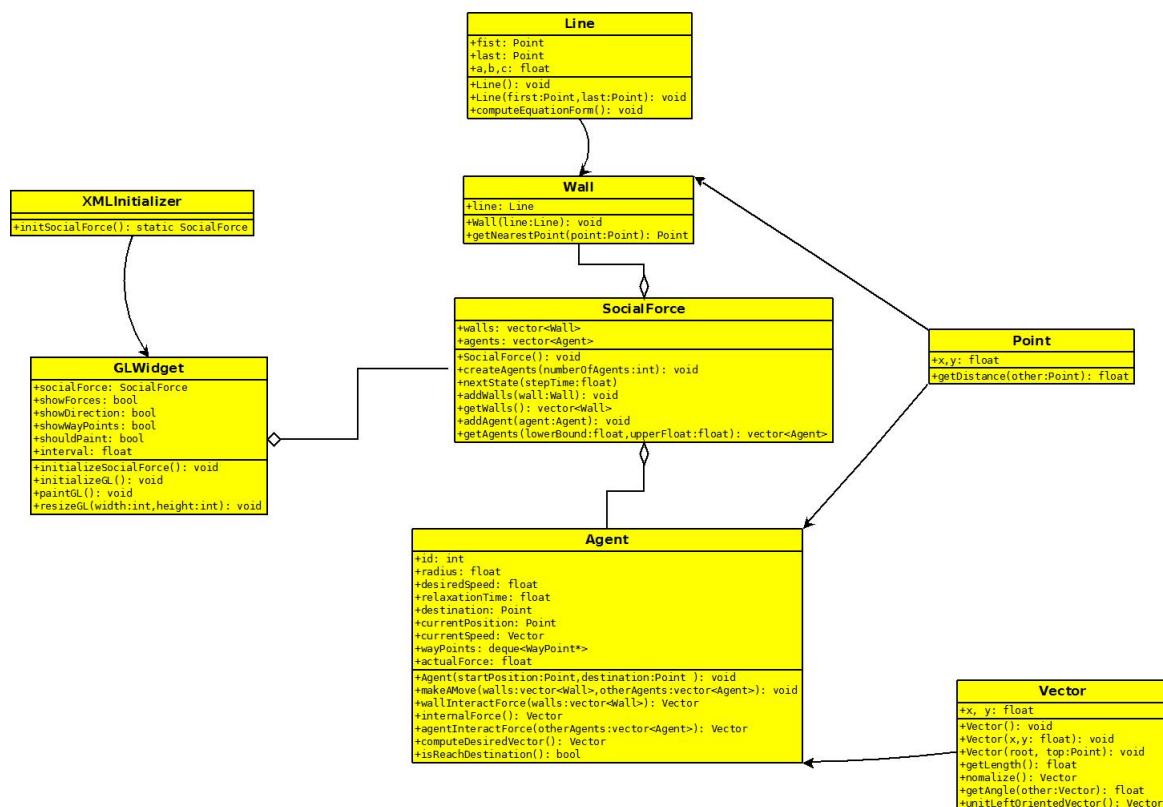 Line
+fist: Point
+last: Point
+a,b,c: float
+Line(): void
+Line(first:Point,last:Point): void
+computeEquationForm(): void
XMLInitializer
+initSocialForce(): static SocialForce
Wall
+line: Line
+Wall(line:Line): void
+getNearestPoint(point:Point): Point
SocialForce
+walls: vector<Wall>
+agents: vector<Agent>
+SocialForce(): void
+createAgents(numberOfAgents:int): void
+nextState(stepTime:float)
+addWalls(wall:Wall): void
+getWalls(): vector<Wall>
+addAgent(agent:Agent): void
+getAgents(lowerBound:float,upperFloat:float): vector<Agent>
Point
+x,y: float
+getDistance(other:Point): float
GLWidget
+socialForce: SocialForce
+showForces: bool
+showDirection: bool
+showWayPoints: bool
+shouldPaint: bool
+interval: float
+initializeSocialForce(): void
+initializeGL(): void
+paintGL(): void
+resizeGL(width:int,height:int): void
Agent
+id: int
+radius: float
+desiredSpeed: float
+relaxationTime: float
+destination: Point
+currentPosition: Point
+currentSpeed: Vector
+wayPoints: deque<WayPoint*>
+actualForce: float
+Agent(startPosition:Point,destination:Point ): void
+makeAMove(walls:vector<Wall>,otherAgents:vector<Agent>): void
+wallInteractForce(walls:vector<Wall>): Vector
+internalForce(): Vector
+agentInteractForce(otherAgents:vector<Agent>): Vector
+computeDesiredVector(): Vector
+isReachDestination(): bool
Vector
+x, y: float
+Vector(): void
+Vector(x,y: float): void
+Vector(root, top:Point): void
+getLength(): float
+nomalize(): Vector
+getAngle(other:Vector): float
+unitLeftOrientedVector(): Vector